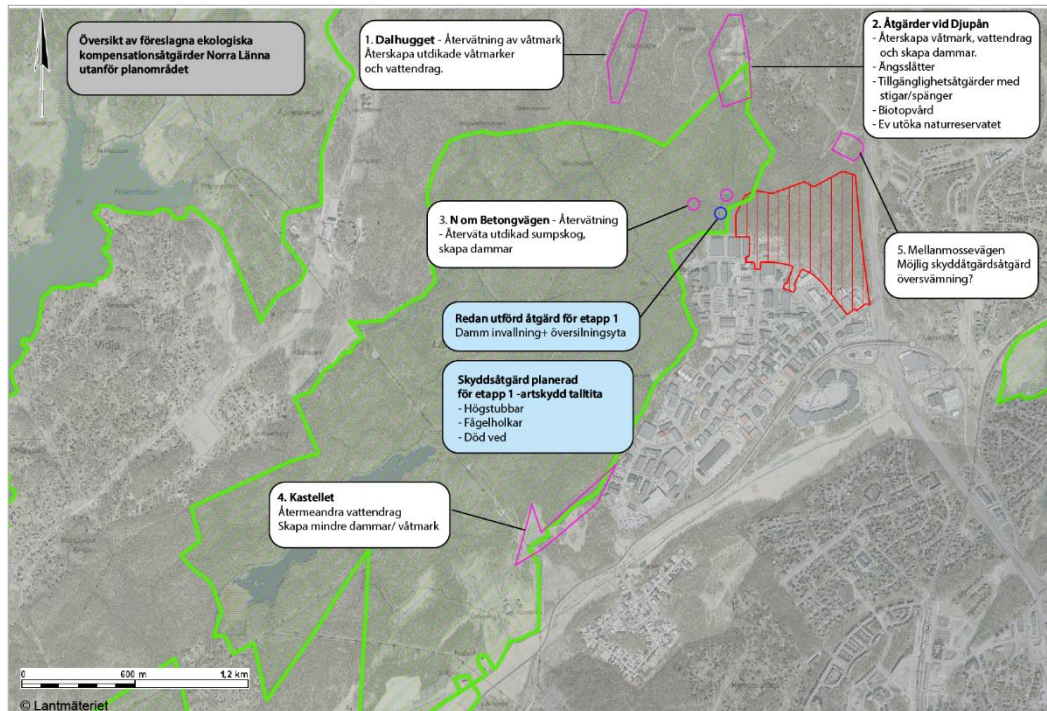 Översikt av föreslagna ekologiska
kompensationsåtgärder Norra Länna
utanför planområdet
1. Dalhugget - Återvätning av våtmark
Återskapa utdikade våtmarker
och vattendrag.
2. Åtgärder vid Djupån
- Återskapa våtmark, vattendrag
och skapa dammar.
- Ängsslåtter
- Tillgänglighetsåtgärder med
stigar/spänger
- Biotopvård
- Ev utöka naturreservatet
3. N om Betongvägen - Återvätning
- Återväta utdikad sumpskog,
skapa dammar
5. Mellanmossevägen
Möjlig skyddåtgärdsåtgärd
översvämning?
Redan utförd åtgärd för etapp 1
Damm invallning+ översilningsyta
Skyddsåtgärd planerad
för etapp 1 -artskydd talltita
- Högstubbar
- Fågelholkar
- Död ved
4. Kastellet
Återmeandra vattendrag
Skapa mindre dammar/ våtmark
Vidja
0 600 m 1,2 km
© Lantmäteriet